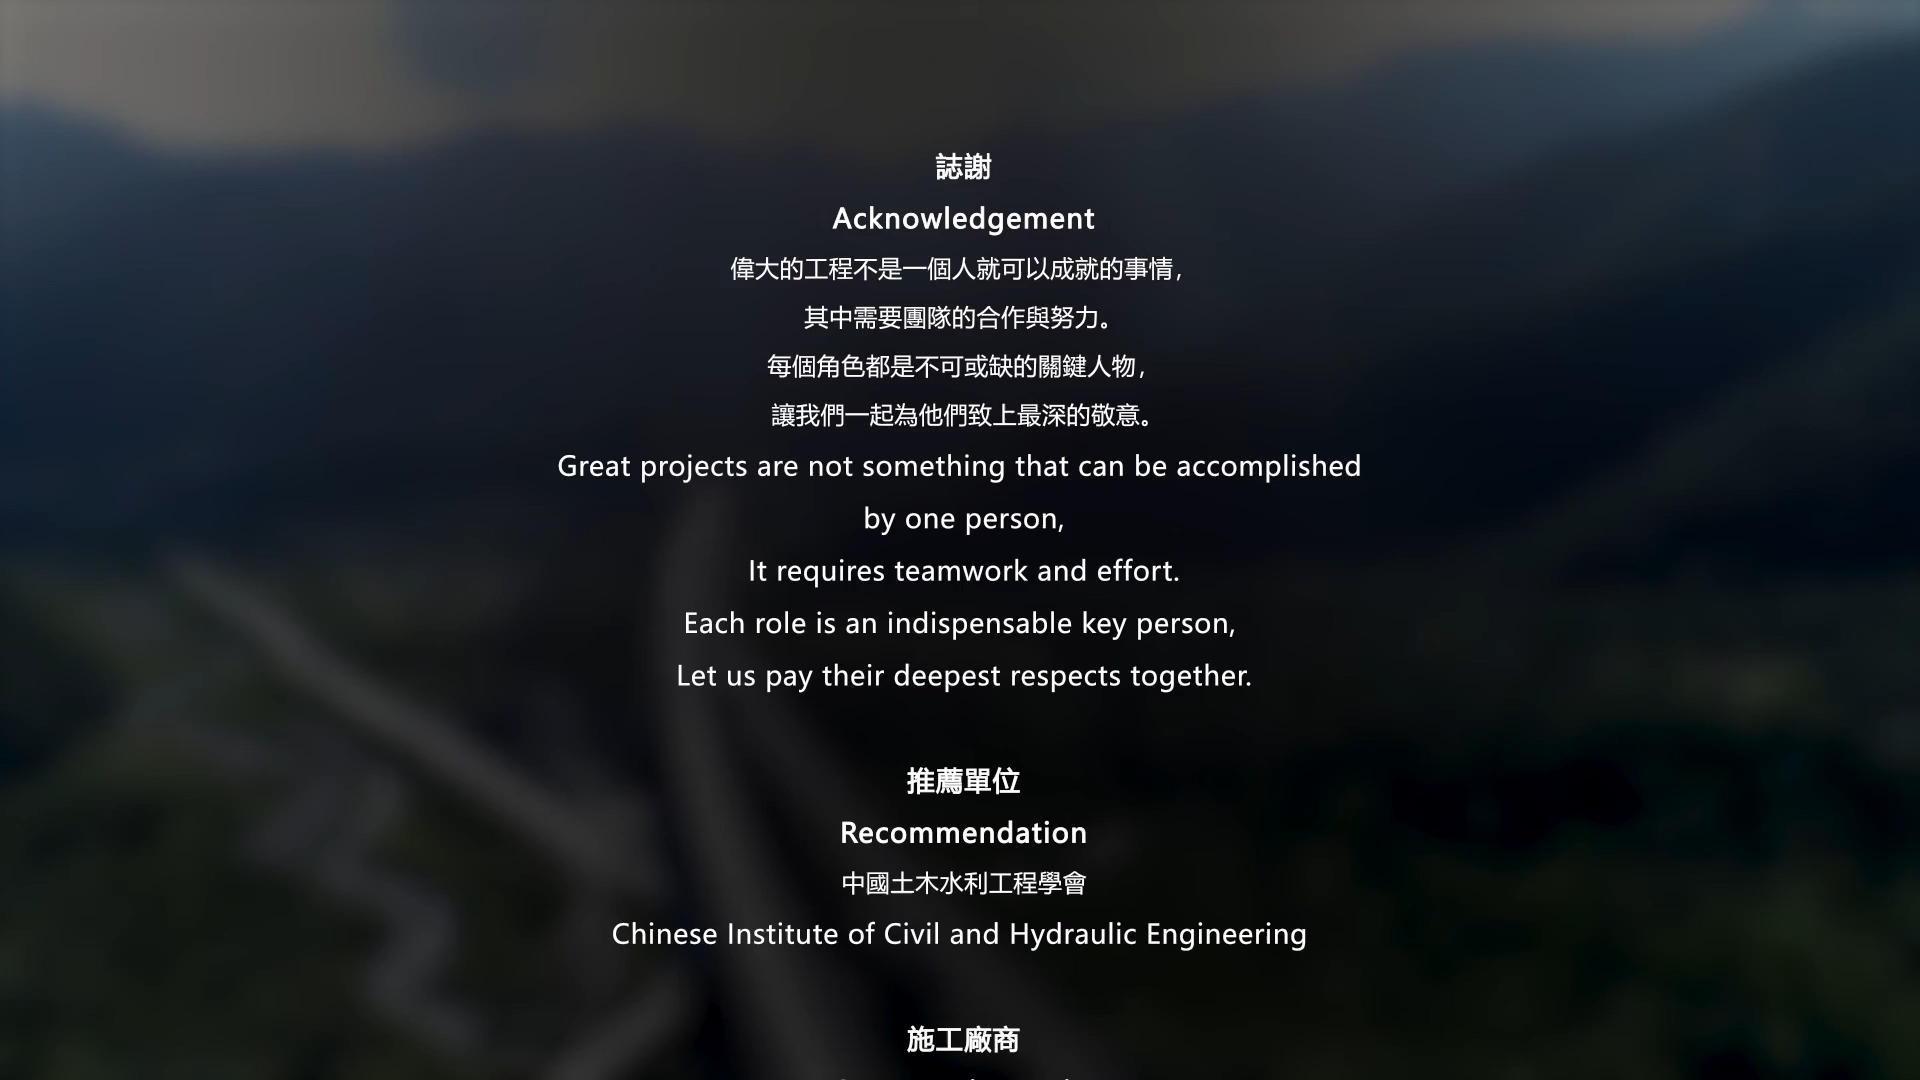 誌謝
Acknowledgement
偉大的工程不是一個人就可以成就的事情，
其中需要團隊的合作與努力。
每個角色都是不可或缺的關鍵人物，
讓我們一起為他們致上最深的敬意。
Great projects are not something that can be accomplished
by one person,
It requires teamwork and effort.
Each role is an indispensable key person,
Let us pay their deepest respects together.
推薦單位
Recommendation
中國土木水利工程學會
Chinese Institute of Civil and Hydraulic Engineering
施工廠商